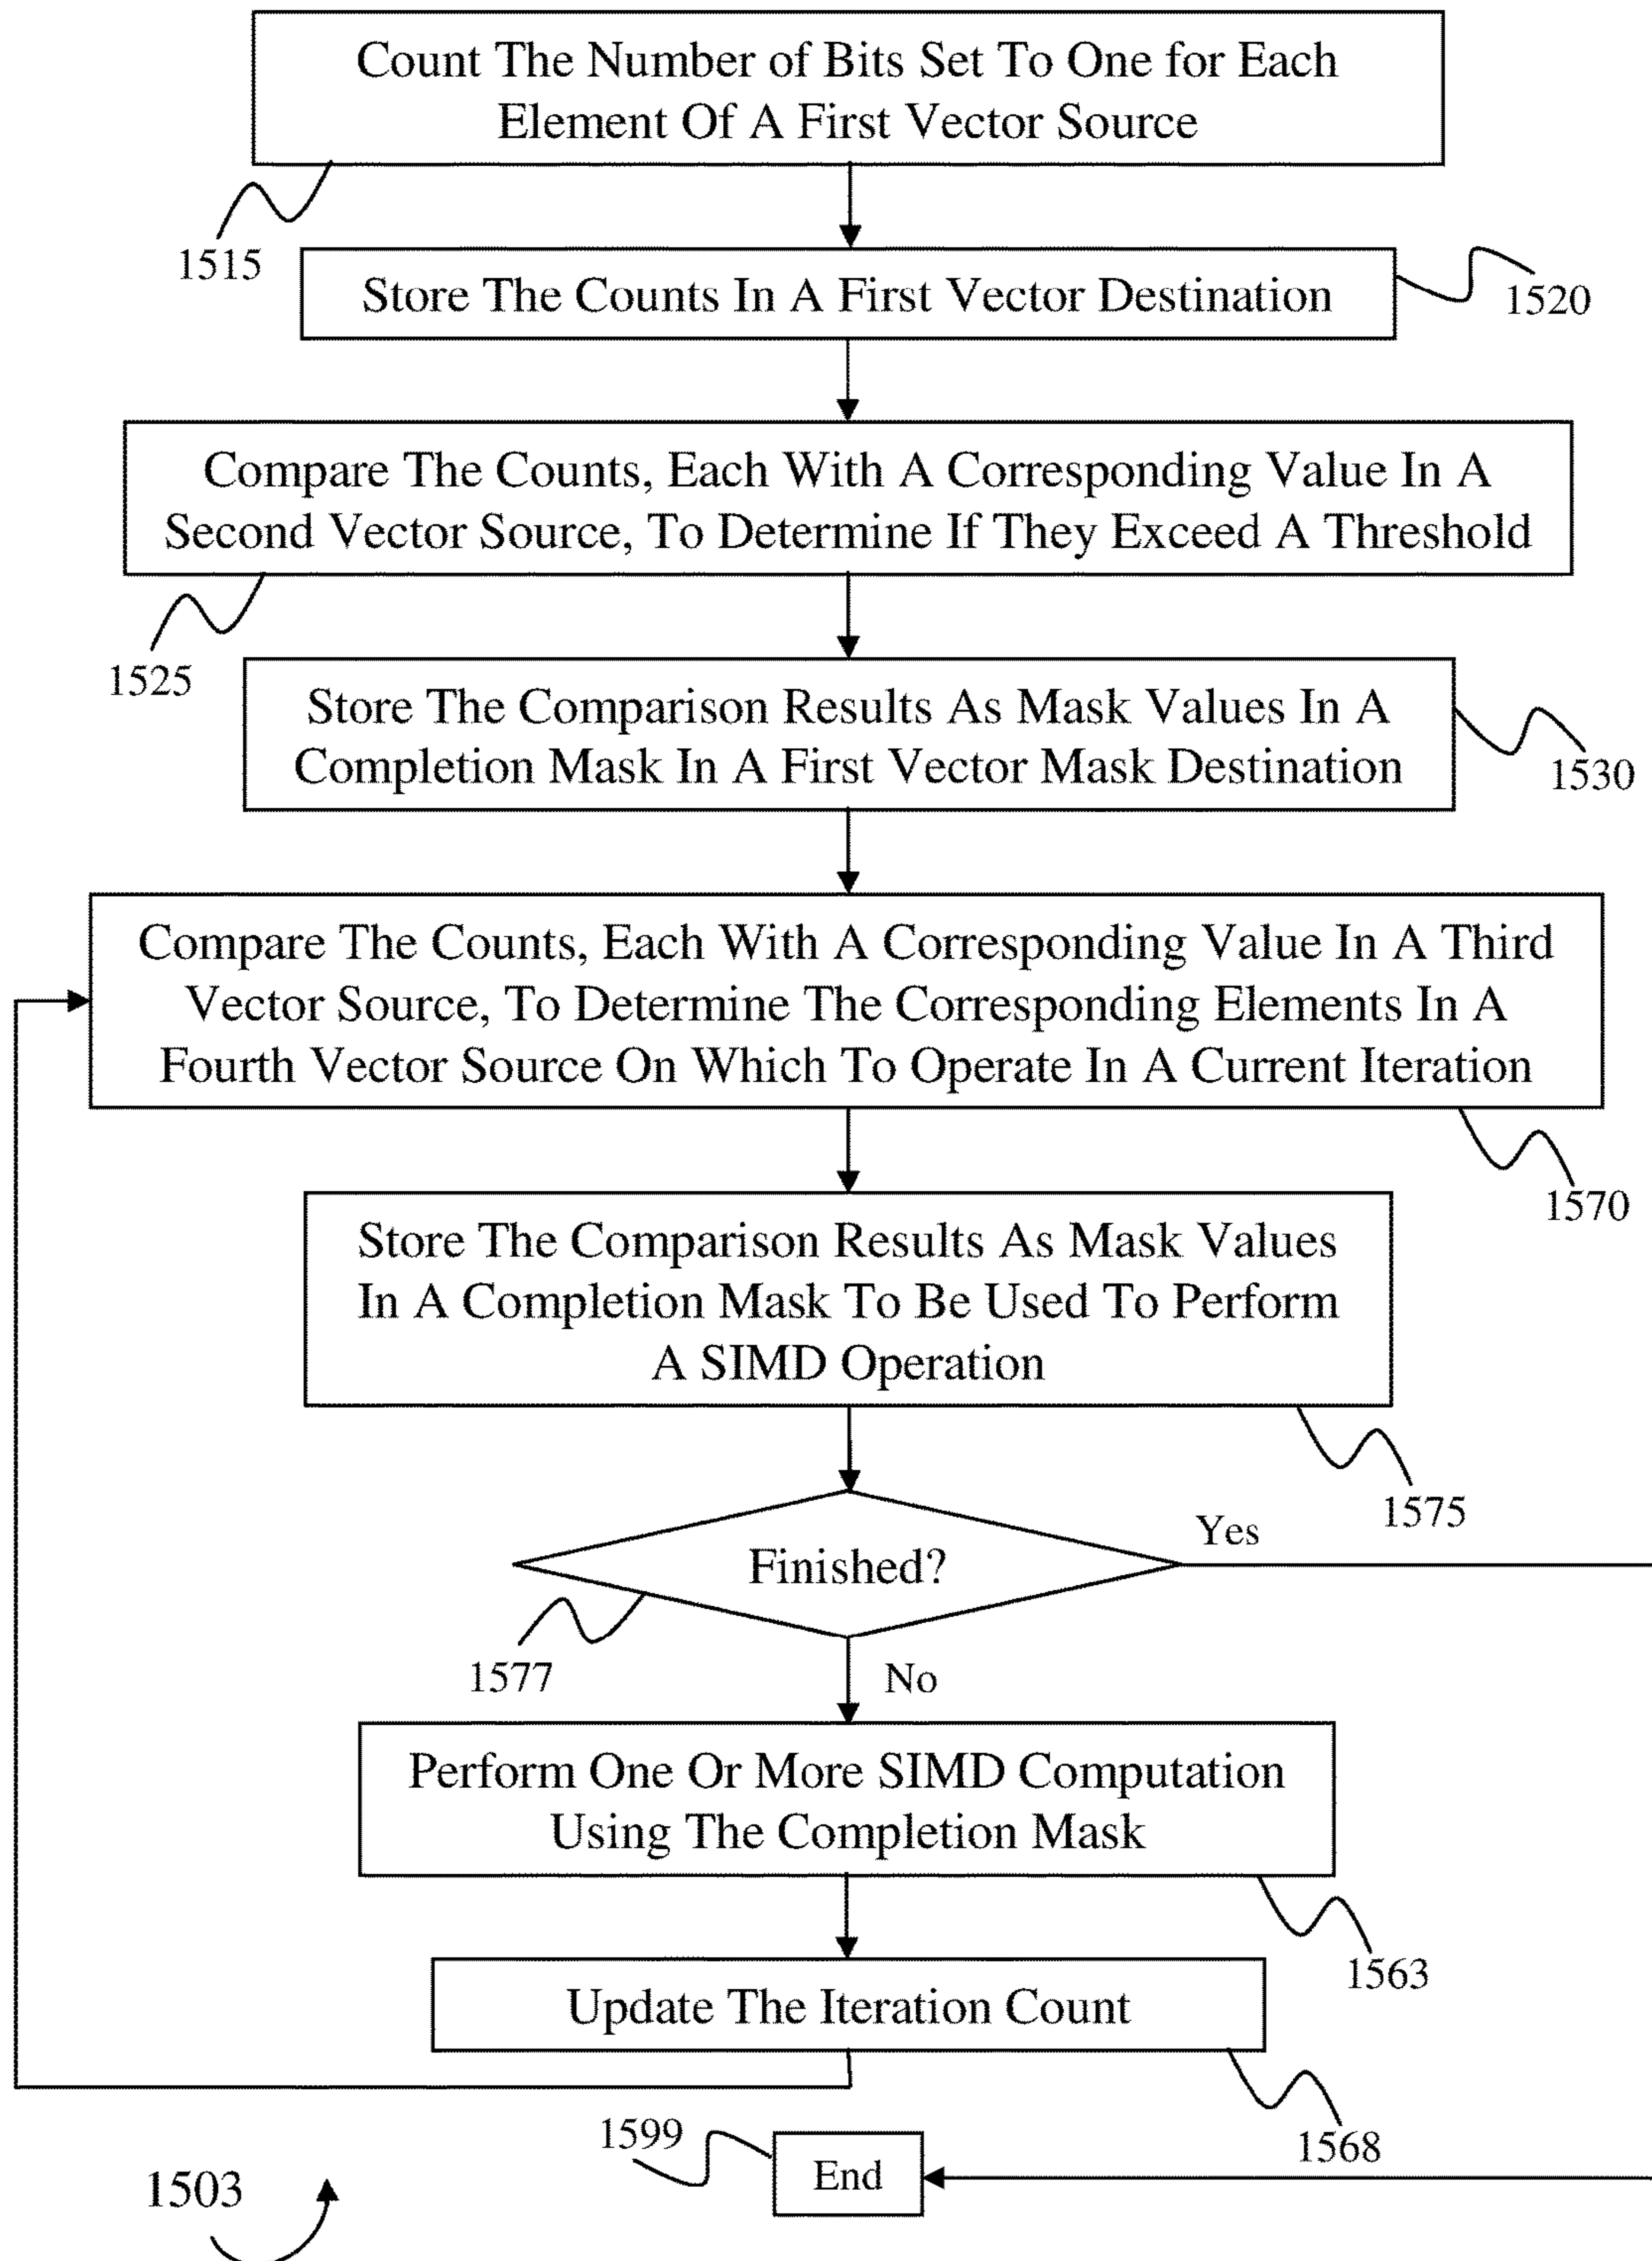 Count The Number of Bits Set To One for Each
Element Of A First Vector Source
1515
Store The Counts In A First Vector Destination
1520
Compare The Counts, Each With A Corresponding Value In A
Second Vector Source, To Determine If They Exceed A Threshold
1525
Store The Comparison Results As Mask Values In A
Completion Mask In A First Vector Mask Destination
1530
Compare The Counts, Each With A Corresponding Value In A Third
Vector Source, To Determine The Corresponding Elements In A
Fourth Vector Source On Which To Operate In A Current Iteration
1570
Store The Comparison Results As Mask Values
In A Completion Mask To Be Used To Perform
A SIMD Operation
1575
Yes
Finished?
1577
No
Perform One Or More SIMD Computation
Using The Completion Mask
1563
Update The Iteration Count
1568
1599
End
1503